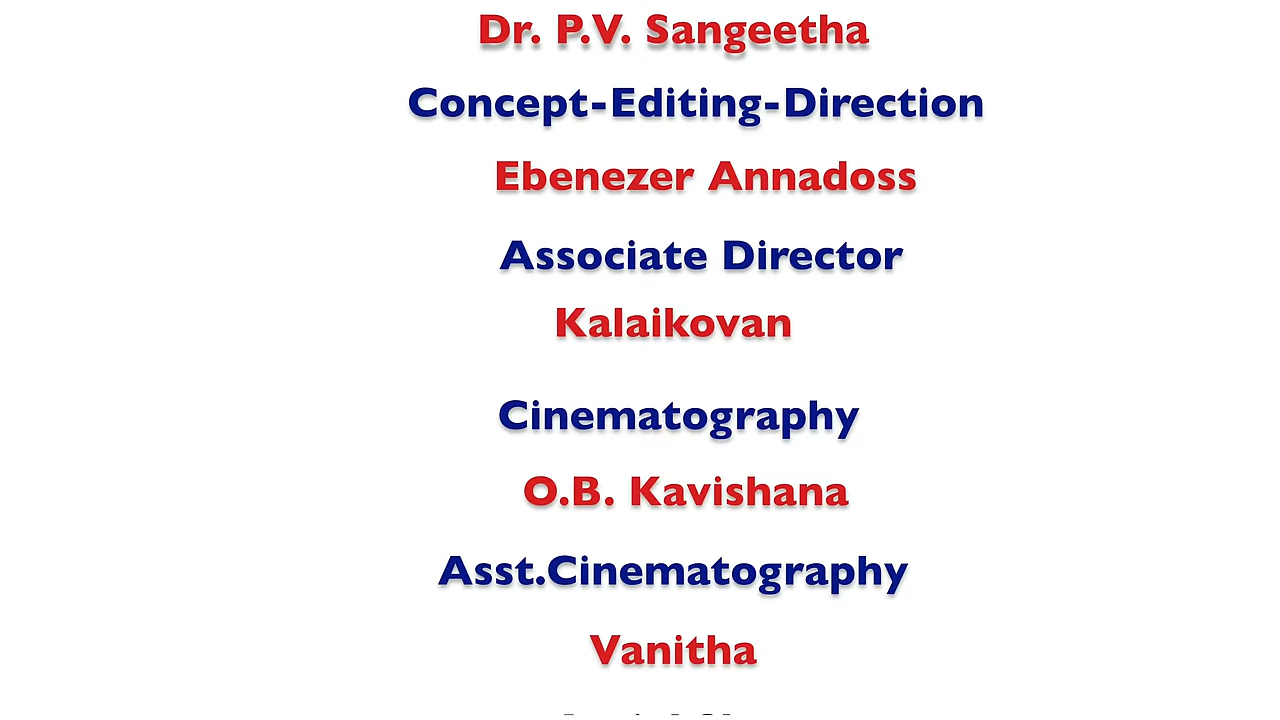 Dr. P.V. Sangeetha
Concept-Editing-Direction
Ebenezer Annadoss
Associate Director
Kalaikovan
Cinematography
O.B. Kavishana
Asst.Cinematography
Vanitha